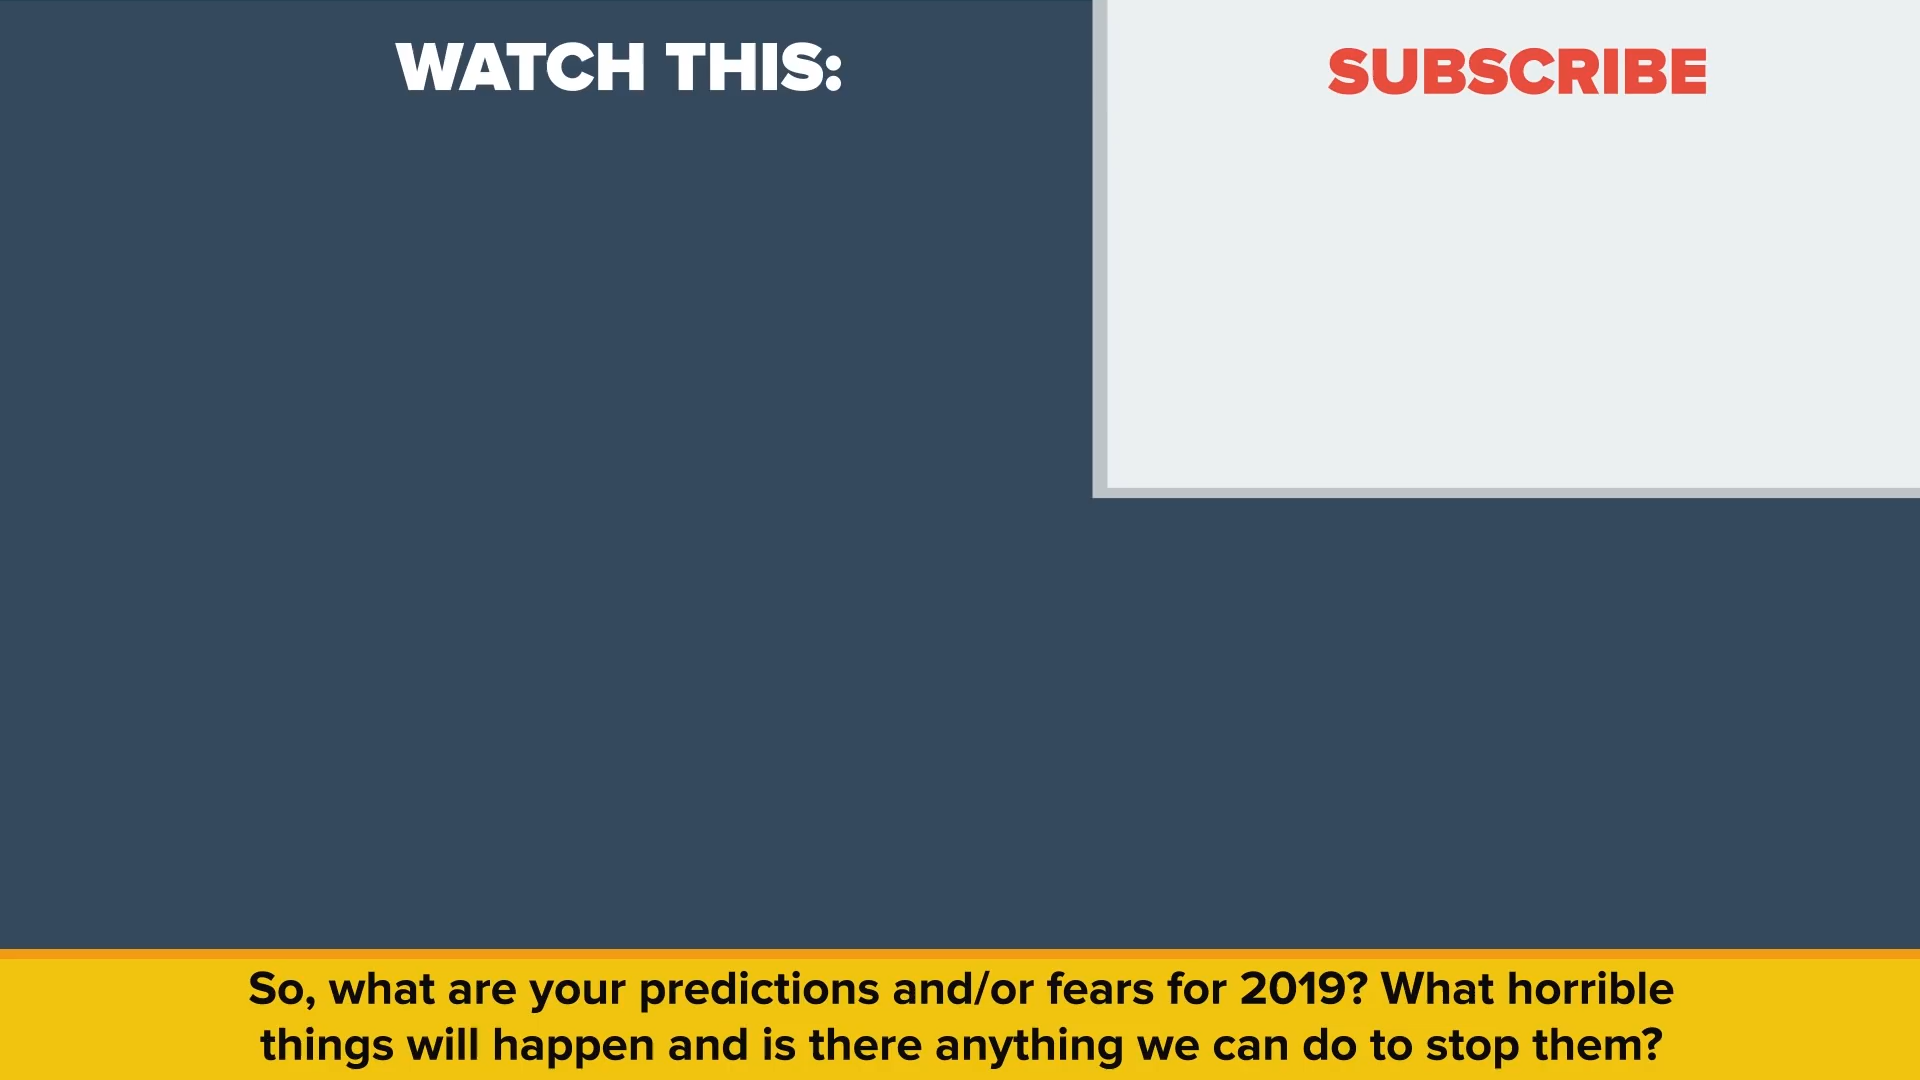 WATCH THIS:
SUBSCRIBE
So, what are your predictions and/or fears for 2019? What horrible
things will happen and is there anything we can do to stop them?